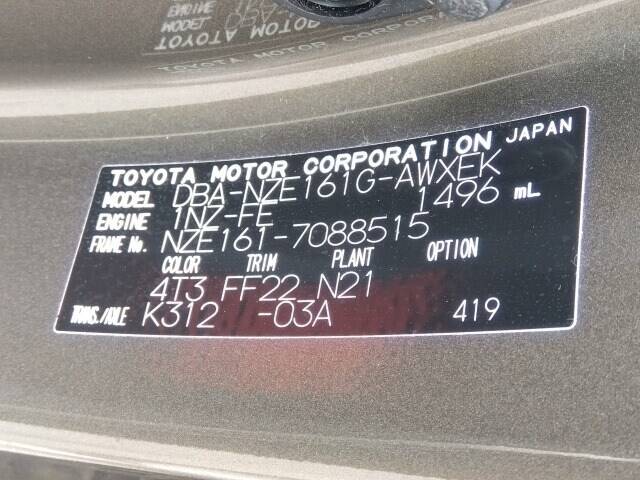 TOYOTA MOTOR CORPORATION JAPAN
MODEL DBA-NZE161G-AWXEK
ENGINE 1NZ-FE 1496 mL
FRAME No. NZE161-7088515
COLOR TRIM PLANT OPTION
4T3 FF22 N21
TRANS./AXLE K312 -03A 419